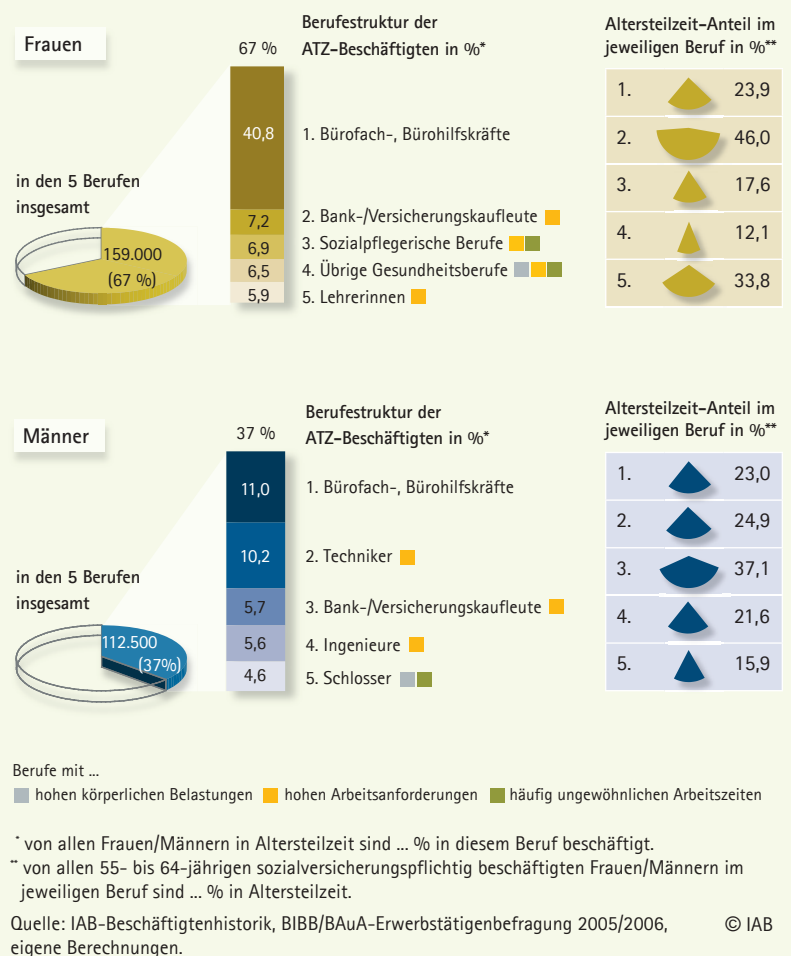 Frauen
67 %
Berufestruktur der
ATZ-Beschäftigten in %*
Altersteilzeit-Anteil im
jeweiligen Beruf in %**
in den 5 Berufen
insgesamt
159.000
(67 %)
40,8
7,2
6,9
6,5
5,9
1. Bürofach-, Bürohilfskräfte
2. Bank-/Versicherungskaufleute
3. Sozialpflegerische Berufe
4. Übrige Gesundheitsberufe
5. Lehrerinnen
1. 23,9
2. 46,0
3. 17,6
4. 12,1
5. 33,8
Männer
37 %
Berufestruktur der
ATZ-Beschäftigten in %*
Altersteilzeit-Anteil im
jeweiligen Beruf in %**
in den 5 Berufen
insgesamt
112.500
(37%)
11,0
10,2
5,7
5,6
4,6
1. Bürofach-, Bürohilfskräfte
2. Techniker
3. Bank-/Versicherungskaufleute
4. Ingenieure
5. Schlosser
1. 23,0
2. 24,9
3. 37,1
4. 21,6
5. 15,9
Berufe mit ...
hohen körperlichen Belastungen hohen Arbeitsanforderungen häufig ungewöhnlichen Arbeitszeiten
* von allen Frauen/Männern in Altersteilzeit sind ... % in diesem Beruf beschäftigt.
** von allen 55- bis 64-jährigen sozialversicherungspflichtig beschäftigten Frauen/Männern im
jeweiligen Beruf sind ... % in Altersteilzeit.
Quelle: IAB-Beschäftigtenhistorik, BIBB/BAuA-Erwerbstätigenbefragung 2005/2006, © IAB
eigene Berechnungen.